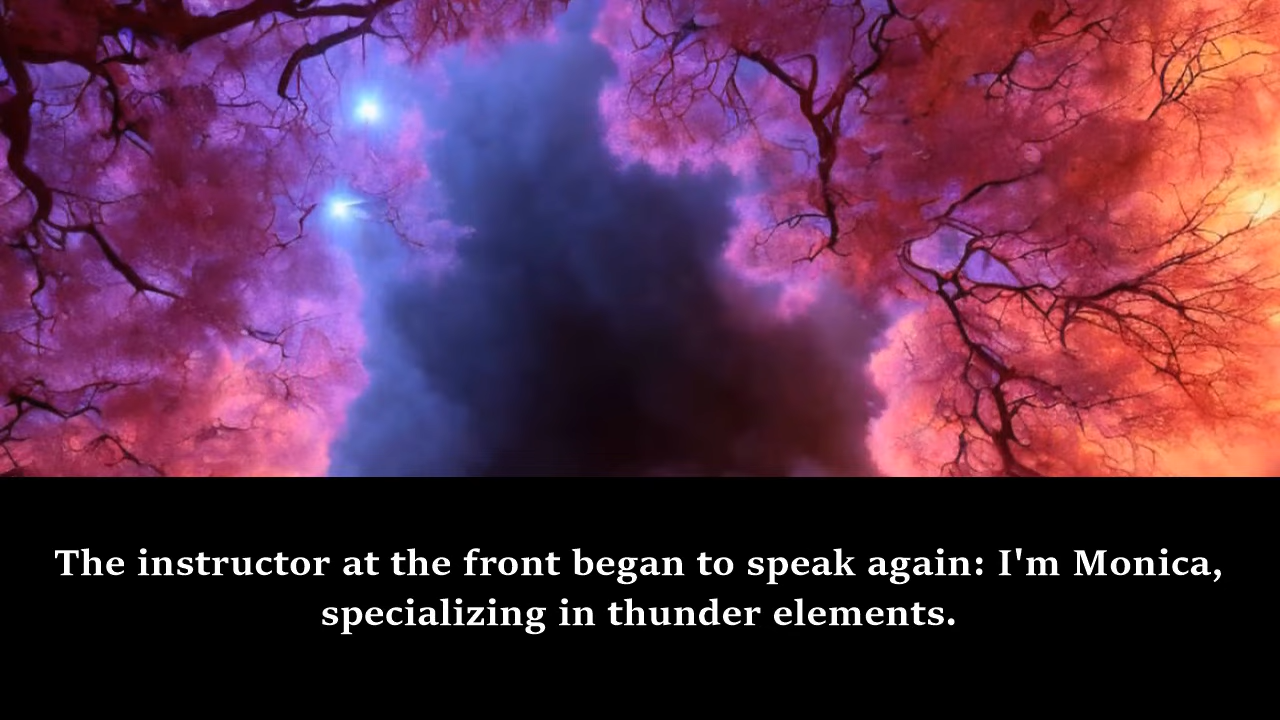 The instructor at the front began to speak again: I'm Monica,
specializing in thunder elements.